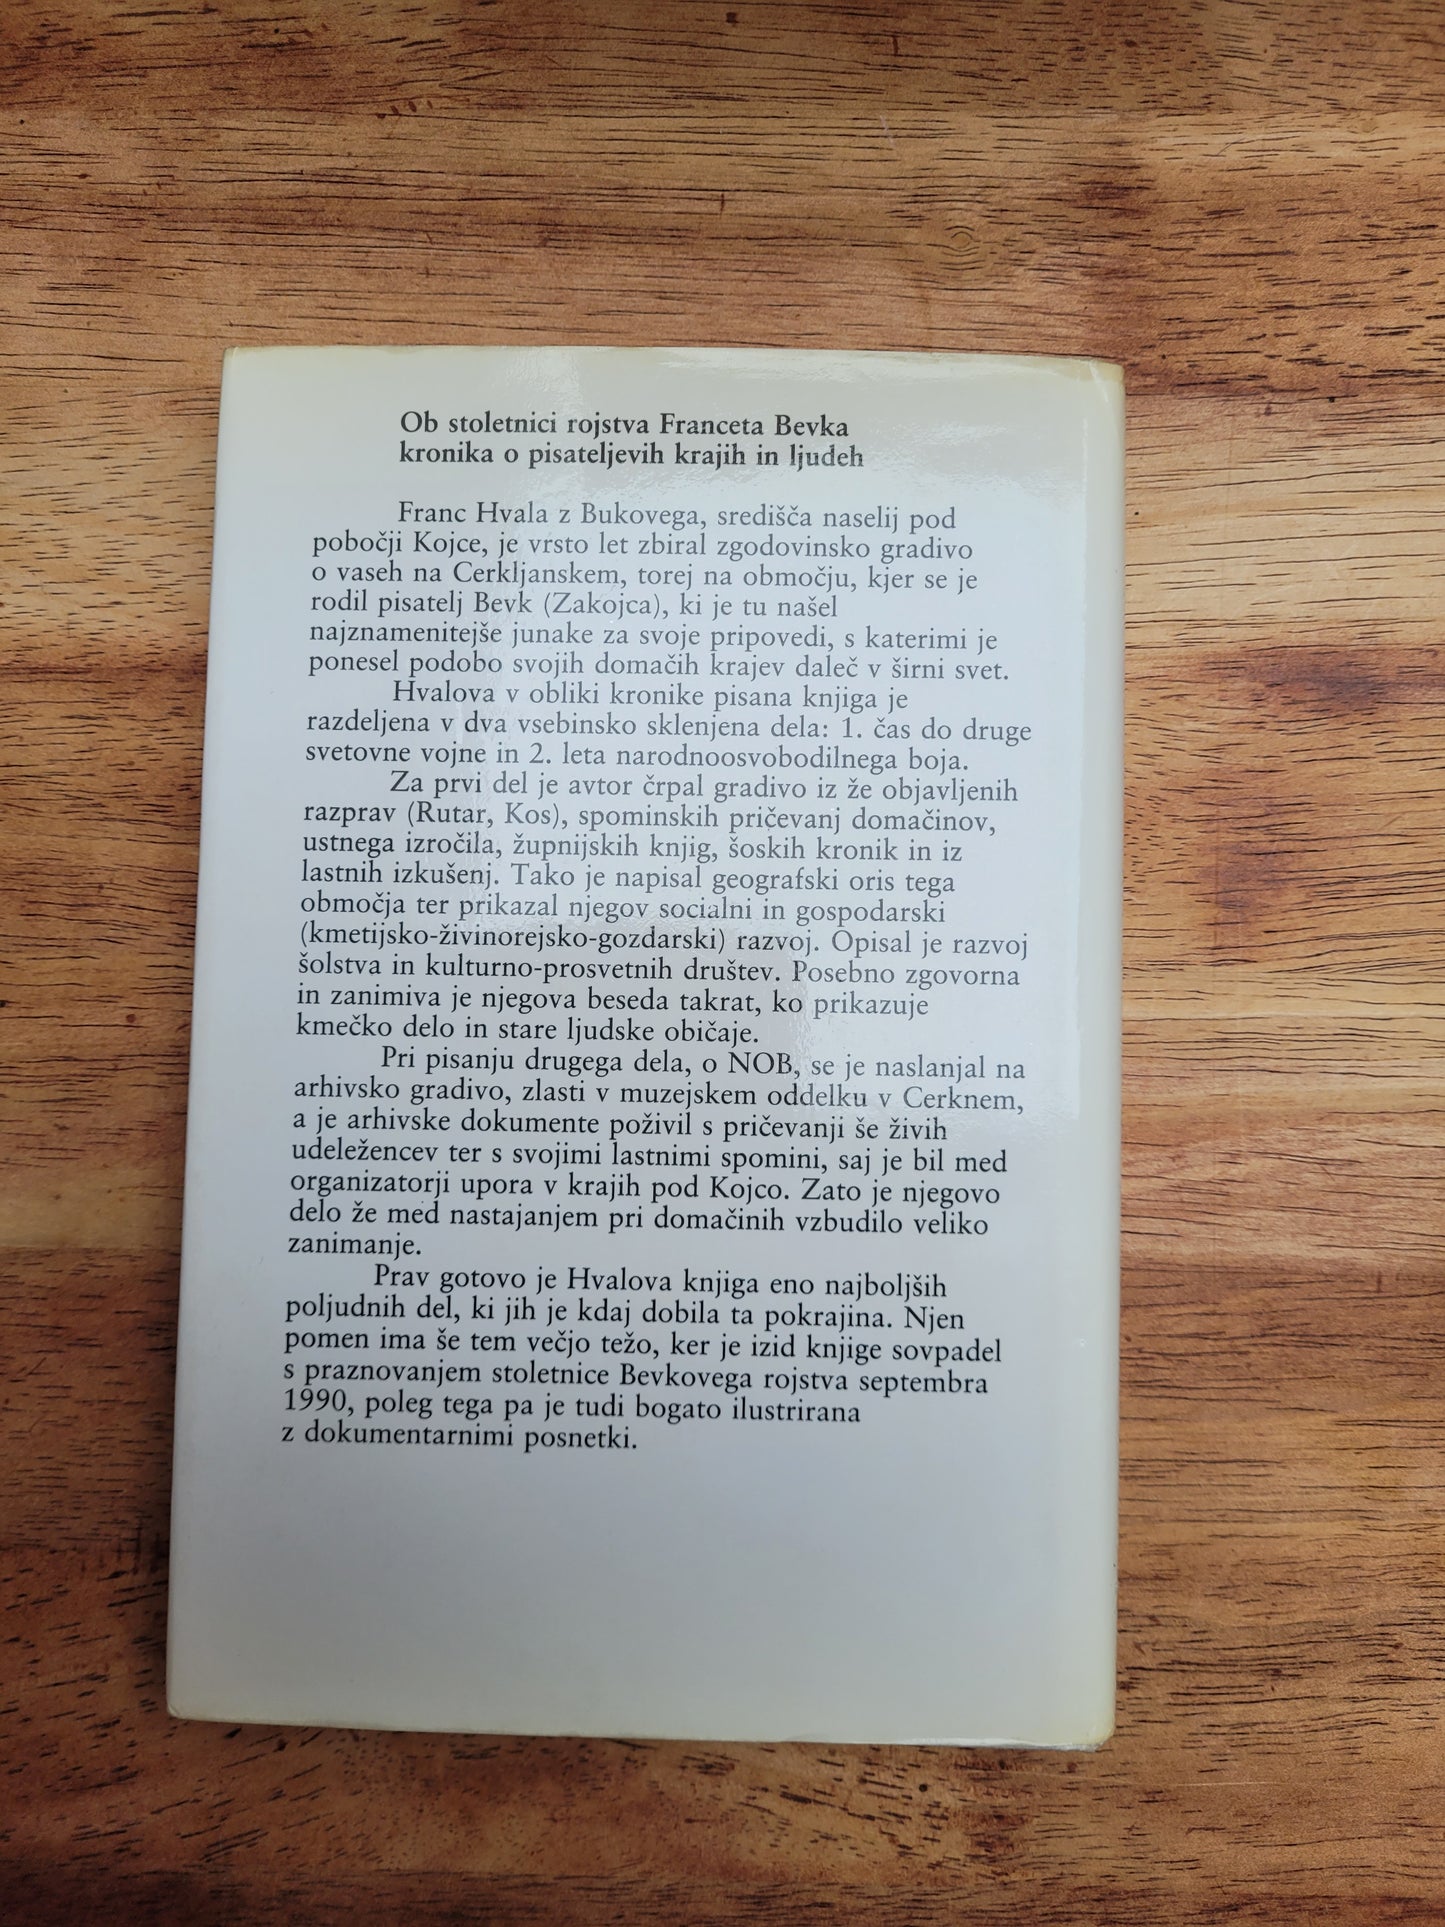 Ob stoletnici rojstva Franceta Bevka
kronika o pisateljevih krajih in ljudeh
Franc Hvala z Bukovega, središča naselij pod
pobočji Kojce, je vrsto let zbiral zgodovinsko gradivo
o vaseh na Cerkljanskem, torej na območju, kjer se je
rodil pisatelj Bevk (Zakojca), ki je tu našel
najznamenitejše junake za svoje pripovedi, s katerimi je
ponesel podobo svojih domačih krajev daleč v širni svet.
Hvalova v obliki kronike pisana knjiga je
razdeljena v dva vsebinsko sklenjena dela: 1. čas do druge
svetovne vojne in 2. leta narodnoosvobodilnega boja.
Za prvi del je avtor črpal gradivo iz že objavljenih
razprav (Rutar, Kos), spominskih pričevanj domačinov,
ustnega izročila, župnijskih knjig, šoskih kronik in iz
lastnih izkušenj. Tako je napisal geografski oris tega
območja ter prikazal njegov socialni in gospodarski
(kmetijsko-živinorejsko-gozdarski) razvoj. Opisal je razvoj
šolstva in kulturno-prosvetnih društev. Posebno zgovorna
in zanimiva je njegova beseda takrat, ko prikazuje
kmečko delo in stare ljudske običaje.
Pri pisanju drugega dela, o NOB, se je naslanjal na
arhivsko gradivo, zlasti v muzejskem oddelku v Cerknem,
a je arhivske dokumente poživil s pričevanji še živih
udeležencev ter s svojimi lastnimi spomini, saj je bil med
organizatorji upora v krajih pod Kojco. Zato je njegovo
delo že med nastajanjem pri domačinih vzbudilo veliko
zanimanje.
Prav gotovo je Hvalova knjiga eno najboljših
poljudnih del, ki jih je kdaj dobila ta pokrajina. Njen
pomen ima še tem večjo težo, ker je izid knjige sovpadel
s praznovanjem stoletnice Bevkovega rojstva septembra
1990, poleg tega pa je tudi bogato ilustrirana
z dokumentarnimi posnetki.